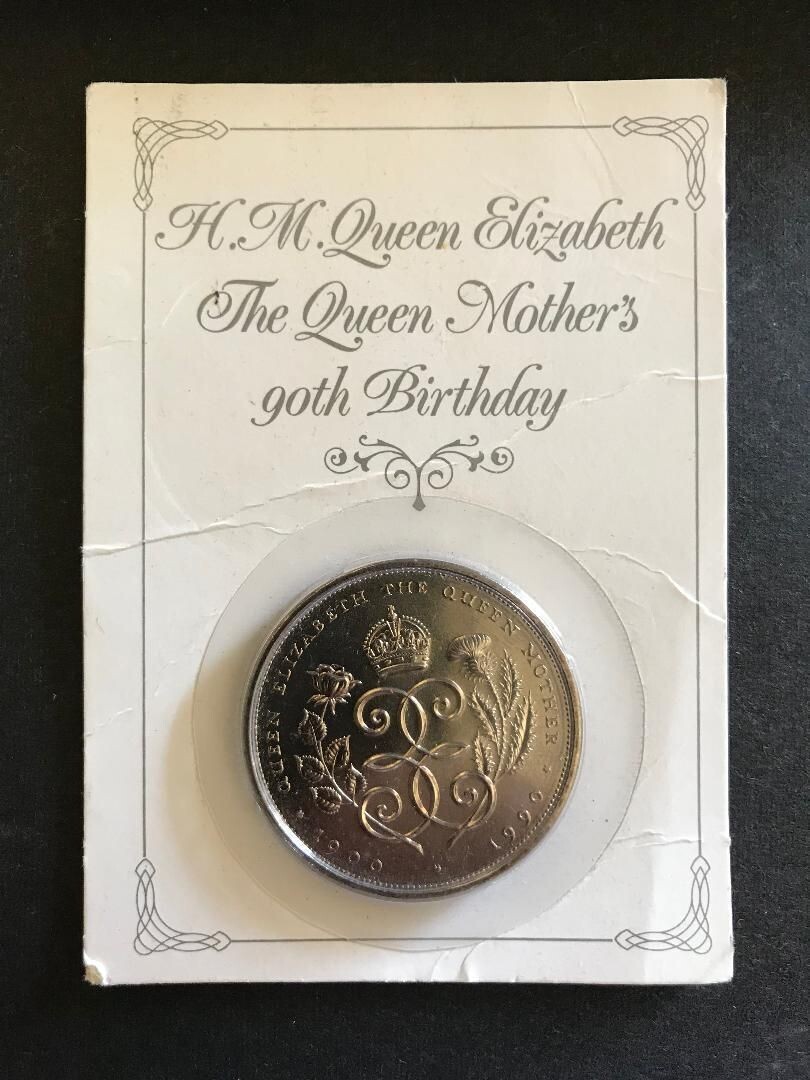 H.M. Queen Elizabeth
The Queen Mother's
90th Birthday
QUEEN ELIZABETH THE QUEEN MOTHER
1900 1990